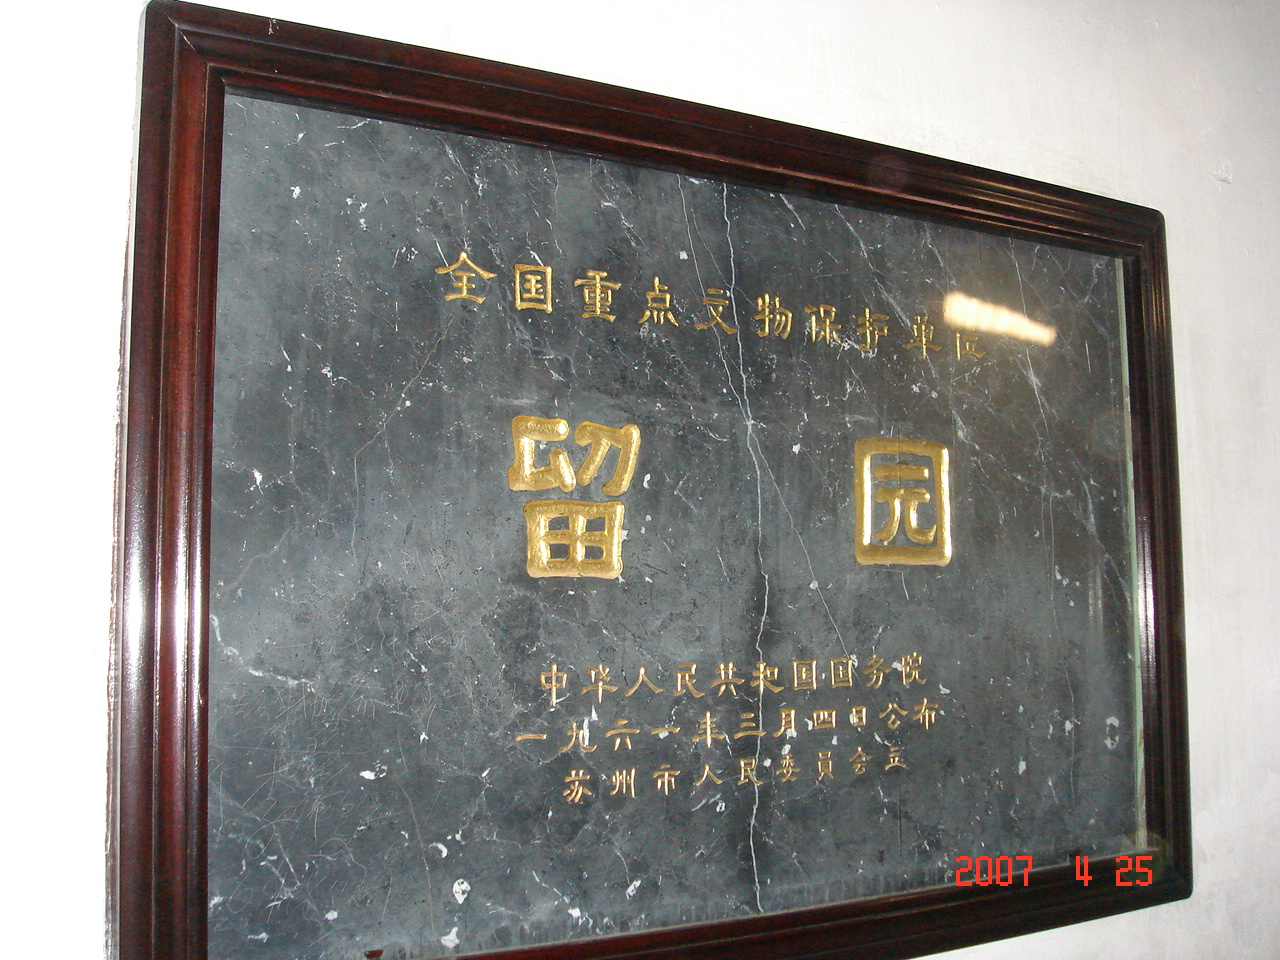 全国重点文物保护单位
留 园
中华人民共和国国务院
一九六一年三月四日公布
苏州市人民委员会立
2007 4 25